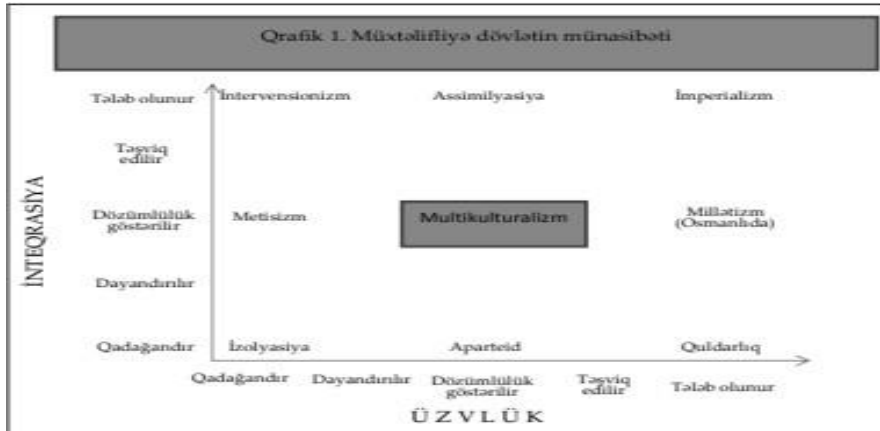 Qrafik 1. Müxtəlifliyə dövlətin münasibəti
Tələb olunur
İntervensionizm
Assimilyasiya
İmperializm
Təşviq
edilir
İNTEQRASİYA
Dözümlülük
göstərilir
Metisizm
Multikulturalizm
Millətizm
(Osmanlıda)
Dayandırılır
Qadağandır
İzolyasiya
Aparteid
Quldarlıq
Qadağandır
Dayandırılır
Dözümlülük
göstərilir
Təşviq
edilir
Tələb olunur
ÜZVLÜK